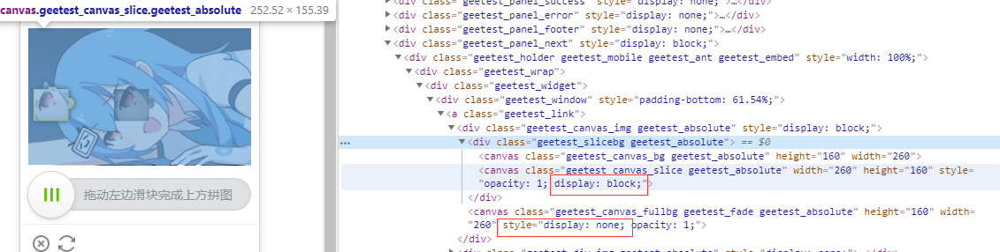 canvas.geetest_canvas_slice.geetest_absolute 252.52 × 155.39
拖动左边滑块完成上方拼图
<div class="geetest_panel_success" style="display: none;">…</div>
<div class="geetest_panel_error" style="display: none;">…</div>
<div class="geetest_panel_footer" style="display: none;">…</div>
<div class="geetest_panel_next" style="display: block;">
<div class="geetest_holder geetest_mobile geetest_ant geetest_embed" style="width: 100%;">
<div class="geetest_wrap">
<div class="geetest_widget">
<div class="geetest_window" style="padding-bottom: 61.54%;">
<a class="geetest_link">
<div class="geetest_canvas_img geetest_absolute" style="display: block;">
… <div class="geetest_slicebg geetest_absolute"> == $0
<canvas class="geetest_canvas_bg geetest_absolute" height="160" width="260">
<canvas class="geetest_canvas_slice geetest_absolute" width="260" height="160" style=
"opacity: 1; display: block;">
</div>
<canvas class="geetest_canvas_fullbg geetest_fade geetest_absolute" height="160" width=
"260" style="display: none; opacity: 1;">
</div>